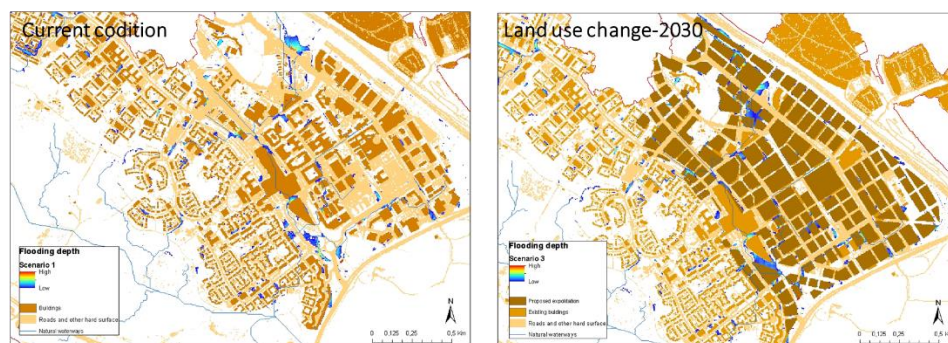 Current codition
Flooding depth
Scenario 1
High
Low
Buildings
Roads and other hard surface
Natural waterways
N
0 0,125 0,25 0,5 Km
Land use change-2030
Flooding depth
Scenario 3
High
Low
Proposed exploitation
Existing buildings
Roads and other hard surface
Natural waterways
N
0 0,125 0,25 0,5 Km